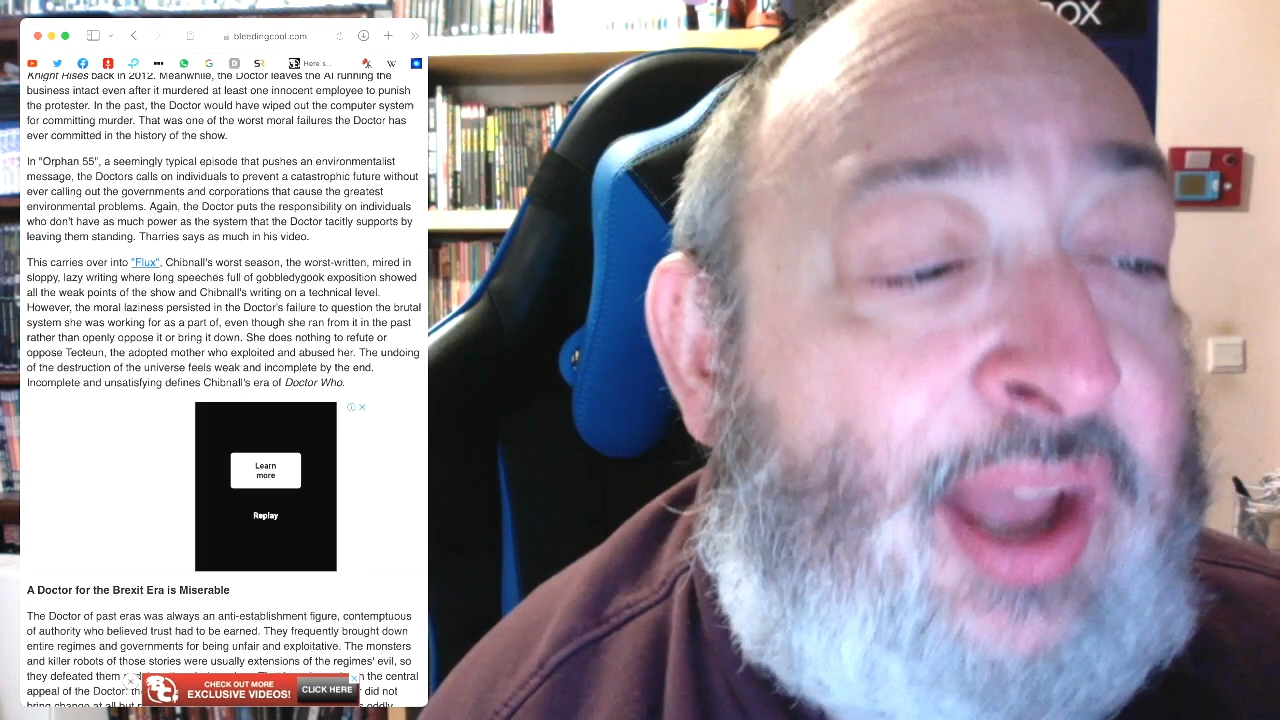 bleedingcool.com
Here's...
Knight Rises back in 2012. Meanwhile, the Doctor leaves the AI running the
business intact even after it murdered at least one innocent employee to punish
the protester. In the past, the Doctor would have wiped out the computer system
for committing murder. That was one of the worst moral failures the Doctor has
ever committed in the history of the show.
In "Orphan 55", a seemingly typical episode that pushes an environmentalist
message, the Doctors calls on individuals to prevent a catastrophic future without
ever calling out the governments and corporations that cause the greatest
environmental problems. Again, the Doctor puts the responsibility on individuals
who don't have as much power as the system that the Doctor tacitly supports by
leaving them standing. Tharries says as much in his video.
This carries over into "Flux", Chibnall's worst season, the worst-written, mired in
sloppy, lazy writing where long speeches full of gobbledygook exposition showed
all the weak points of the show and Chibnall's writing on a technical level.
However, the moral laziness persisted in the Doctor's failure to question the brutal
system she was working for as a part of, even though she ran from it in the past
rather than openly oppose it or bring it down. She does nothing to refute or
oppose Tecteun, the adopted mother who exploited and abused her. The undoing
of the destruction of the universe feels weak and incomplete by the end.
Incomplete and unsatisfying defines Chibnall's era of Doctor Who.
Learn
more
Replay
A Doctor for the Brexit Era is Miserable
The Doctor of past eras was always an anti-establishment figure, contemptuous
of authority who believed trust had to be earned. They frequently brought down
entire regimes and governments for being unfair and exploitative. The monsters
and killer robots of those stories were usually extensions of the regimes' evil, so
they defeated them
n the central
appeal of the Doctor: the
did not
bring change at all but
oddly
CHECK OUT MORE
EXCLUSIVE VIDEOS!
CLICK HERE
BOX